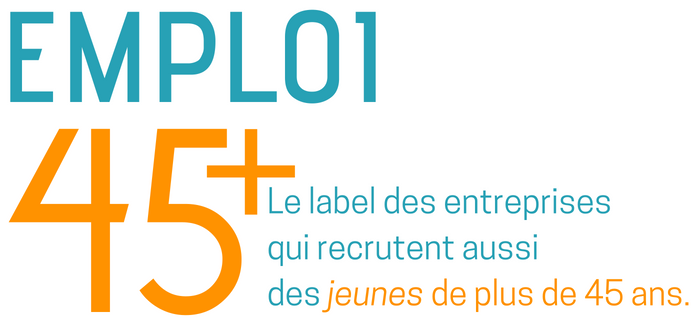 EMPLOI
45+
Le label des entreprises
qui recrutent aussi
des jeunes de plus de 45 ans.